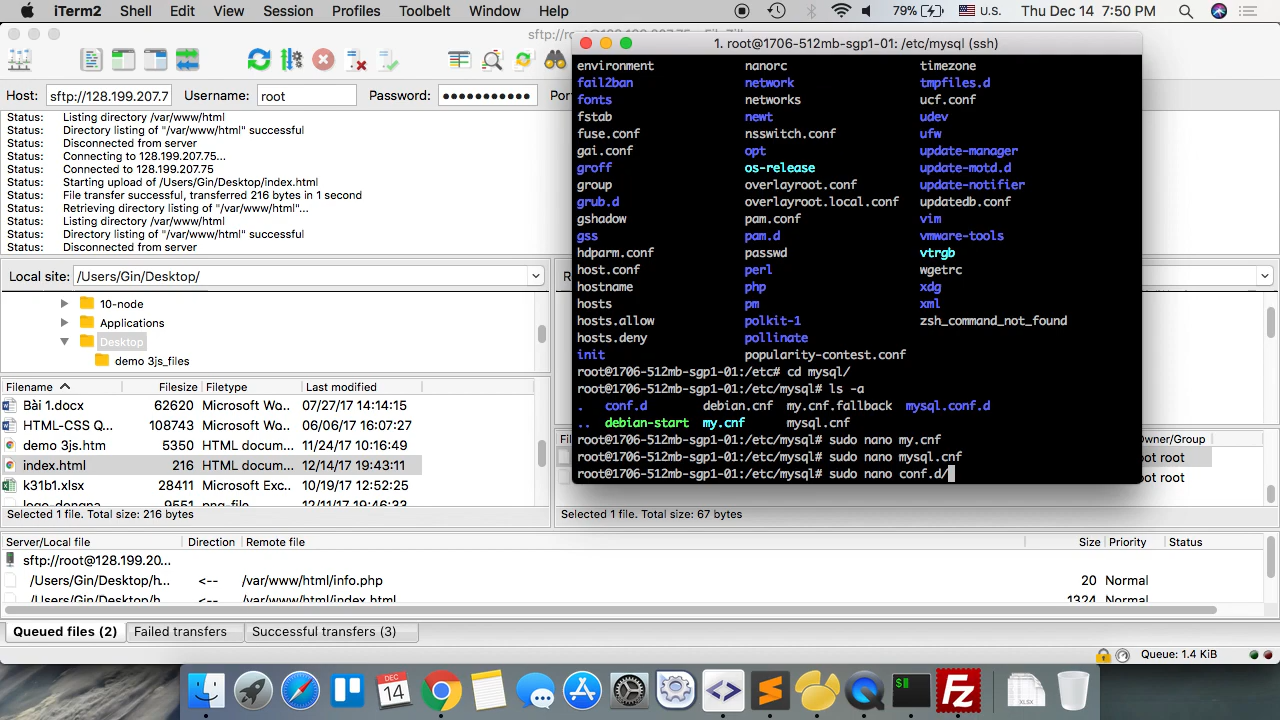 iTerm2 Shell Edit View Session Profiles Toolbelt Window Help 79% U.S. Thu Dec 14 7:50 PM
1. root@1706-512mb-sgp1-01: /etc/mysql (ssh)
Host: sftp://128.199.207.7 Username: root Password: ●●●●●●●●●●●
Status: Listing directory /var/www/html
Status: Directory listing of "/var/www/html" successful
Status: Disconnected from server
Status: Connecting to 128.199.207.75...
Status: Connected to 128.199.207.75
Status: Starting upload of /Users/Gin/Desktop/index.html
Status: File transfer successful, transferred 216 bytes in 1 second
Status: Retrieving directory listing of "/var/www/html"...
Status: Listing directory /var/www/html
Status: Directory listing of "/var/www/html" successful
Status: Disconnected from server
environment nanorc timezone
fail2ban network tmpfiles.d
fonts networks ucf.conf
fstab newt udev
fuse.conf nsswitch.conf ufw
gai.conf opt update-manager
groff os-release update-motd.d
group overlayroot.conf update-notifier
grub.d overlayroot.local.conf updatedb.conf
gshadow pam.conf vim
gss pam.d vmware-tools
hdparm.conf passwd vtrgb
host.conf perl wgetrc
hostname php xdg
hosts pm xml
hosts.allow polkit-1 zsh_command_not_found
hosts.deny pollinate
init popularity-contest.conf
root@1706-512mb-sgp1-01:/etc# cd mysql/
root@1706-512mb-sgp1-01:/etc/mysql# ls -a
. conf.d debian.cnf my.cnf.fallback mysql.conf.d
.. debian-start my.cnf mysql.cnf
root@1706-512mb-sgp1-01:/etc/mysql# sudo nano my.cnf
root@1706-512mb-sgp1-01:/etc/mysql# sudo nano mysql.cnf
root@1706-512mb-sgp1-01:/etc/mysql# sudo nano conf.d/
Local site: /Users/Gin/Desktop/
10-node
Applications
Desktop
demo 3js_files
Filename Filesize Filetype Last modified
Bài 1.docx 62620 Microsoft Wo.. 07/27/17 14:14:15
HTML-CSS Q... 108743 Microsoft Wo.. 06/06/17 16:07:27
demo 3js.htm 5350 HTML docum... 11/24/17 10:16:49
index.html 216 HTML docum... 12/14/17 19:43:11
k31b1.xlsx 28411 Microsoft Exc... 10/19/17 12:52:25
Selected 1 file. Total size: 216 bytes
Owner/Group
root root
root root
Selected 1 file. Total size: 67 bytes
Server/Local file Direction Remote file Size Priority Status
sftp://root@128.199.20...
/Users/Gin/Desktop/h... <-- /var/www/html/info.php 20 Normal
/Users/Gin/Desktop/h... <-- /var/www/html/index.html 1324 Normal
Queued files (2) Failed transfers Successful transfers (3)
Queue: 1.4 KiB
DEC
14
$
Fz
XLSX